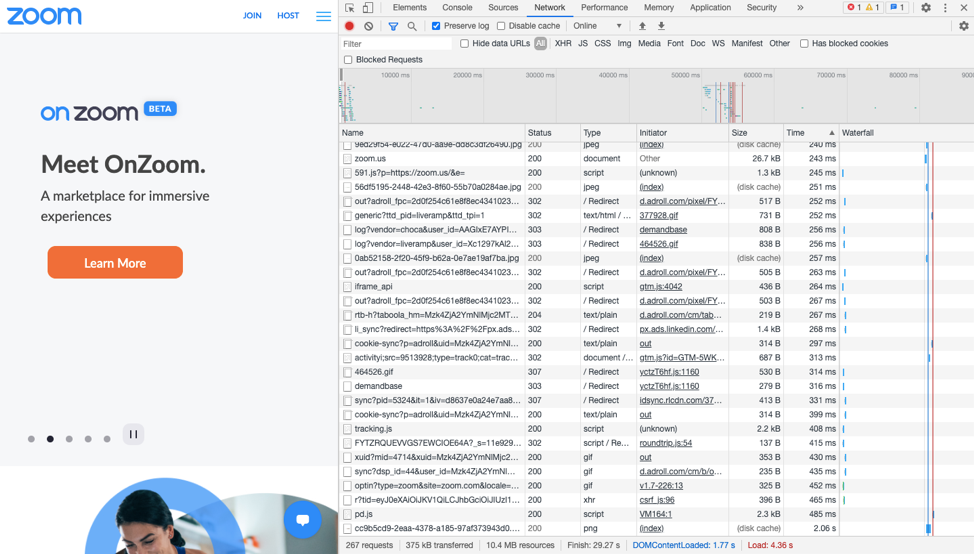 zoom
JOIN HOST
on zoom BETA
Meet OnZoom.
A marketplace for immersive
experiences
Learn More
Elements Console Sources Network Performance Memory Application Security » 1 1 1
Preserve log Disable cache Online
Filter Hide data URLs All XHR JS CSS Img Media Font Doc WS Manifest Other Has blocked cookies
Blocked Requests
10000 ms 20000 ms 30000 ms 40000 ms 50000 ms 60000 ms 70000 ms 80000 ms
Name Status Type Initiator Size Time Waterfall
9ed29f54-e022-47d0-aa9e-dd8c3df26490.jpg 200 jpeg (index) (disk cache) 240 ms
zoom.us 200 document Other 26.7 kB 243 ms
591.js?p=https://zoom.us/&e= 200 script (unknown) 1.3 kB 245 ms
56df5195-2448-42e3-8f60-55b70a0284ae.jpg 200 jpeg (index) (disk cache) 251 ms
out?adroll_fpc=2d0f254c61e8f8ec4341023... 302 / Redirect d.adroll.com/pixel/FY... 517 B 252 ms
generic?ttd_pid=liveramp&ttd_tpi=1 302 text/html / ... 377928.gif 731 B 252 ms
log?vendor=choca&user_id=AAGIxE7AYPI... 303 / Redirect demandbase 808 B 256 ms
log?vendor=liveramp&user_id=Xc1297kAl2... 303 / Redirect 464526.gif 838 B 256 ms
0ab52158-2f20-45f9-b62a-0e7ae19af7ba.jpg 200 jpeg (index) (disk cache) 257 ms
out?adroll_fpc=2d0f254c61e8f8ec4341023... 302 / Redirect d.adroll.com/pixel/FY... 505 B 263 ms
iframe_api 200 script gtm.js:4042 436 B 264 ms
out?adroll_fpc=2d0f254c61e8f8ec4341023... 302 / Redirect d.adroll.com/pixel/FY... 503 B 267 ms
rtb-h?taboola_hm=Mzk4ZjA2YmNlMjc2MT... 204 text/plain d.adroll.com/cm/tab... 219 B 267 ms
li_sync?redirect=https%3A%2F%2Fpx.ads... 302 / Redirect px.ads.linkedin.com/... 1.4 kB 268 ms
cookie-sync?p=adroll&uid=Mzk4ZjA2YmN... 200 text/plain out 314 B 297 ms
activityi;src=9513928;type=track0;cat=trac... 302 document /... gtm.js?id=GTM-5WK... 687 B 313 ms
464526.gif 307 / Redirect yctzT6hf.js:1160 530 B 314 ms
demandbase 303 / Redirect yctzT6hf.js:1160 279 B 316 ms
sync?pid=5324&it=1&iv=d8637e0a24e7aa8... 307 / Redirect idsync.rlcdn.com/37... 413 B 331 ms
cookie-sync?p=adroll&uid=Mzk4ZjA2YmN... 200 text/plain out 314 B 399 ms
tracking.js 200 script (unknown) 2.2 kB 408 ms
FYTZRQUEVVGS7EWCIOE64A?_s=11e929... 302 script / Re... roundtrip.js:54 137 B 415 ms
xuid?mid=4714&xuid=Mzk4ZjA2YmNlMjc... 200 gif out 353 B 430 ms
sync?dsp_id=44&user_id=Mzk4ZjA2YmNl... 200 gif d.adroll.com/cm/b/o... 235 B 435 ms
optin?type=zoom&site=zoom.com&locale=... 200 gif v1.7-226:13 325 B 452 ms
r?tid=eyJ0eXAiOiJKV1QiLCJhbGciOiJIUzI1... 200 xhr csrf_js:96 396 B 465 ms
pd.js 200 script VM164:1 2.3 kB 485 ms
cc9b5cd9-2eaa-4378-a185-97af373943d0.... 200 png (index) (disk cache) 2.06 s
267 requests 375 kB transferred 10.4 MB resources Finish: 29.27 s DOMContentLoaded: 1.77 s Load: 4.36 s